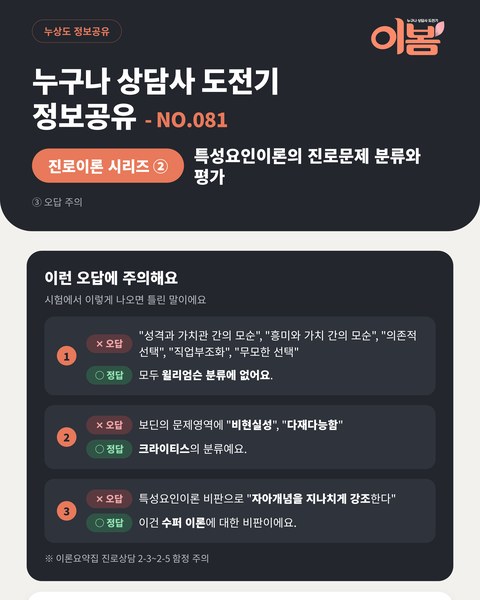 누상도 정보공유
누구나 상담사 도전기
이봄
누구나 상담사 도전기
정보공유 - NO.081
진로이론 시리즈 ②
특성요인이론의 진로문제 분류와
평가
③ 오답 주의
이런 오답에 주의해요
시험에서 이렇게 나오면 틀린 말이에요
1
× 오답
"성격과 가치관 간의 모순", "흥미와 가치 간의 모순", "의존적
선택", "직업부조화", "무모한 선택"
○ 정답
모두 윌리엄슨 분류에 없어요.
2
× 오답
보딘의 문제영역에 "비현실성", "다재다능함"
○ 정답
크라이티스의 분류예요.
3
× 오답
특성요인이론 비판으로 "자아개념을 지나치게 강조한다"
○ 정답
이건 수퍼 이론에 대한 비판이에요.
※ 이론요약집 진로상담 2-3~2-5 함정 주의